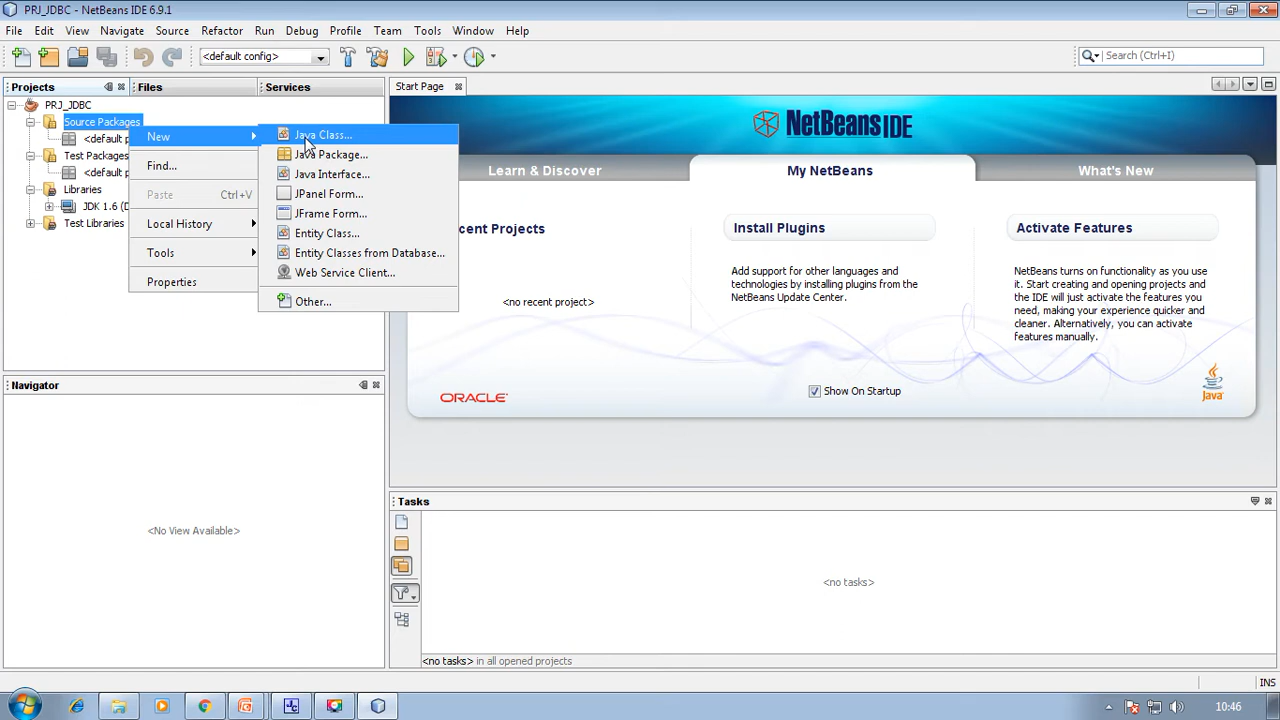 PRJ_JDBC - NetBeans IDE 6.9.1
File Edit View Navigate Source Refactor Run Debug Profile Team Tools Window Help
<default config>
Search (Ctrl+I)
Projects Files Services
Start Page
PRJ_JDBC
Source Packages
<default p
Test Packages
<default p
Libraries
JDK 1.6 (D
Test Libraries
New
Find...
Paste Ctrl+V
Local History
Tools
Properties
Java Class...
Java Package...
Java Interface...
JPanel Form...
JFrame Form...
Entity Class...
Entity Classes from Database...
Web Service Client...
Other...
NetBeans IDE
Learn & Discover
My NetBeans
What's New
cent Projects
<no recent project>
Install Plugins
Add support for other languages and
technologies by installing plugins from the
NetBeans Update Center.
Activate Features
NetBeans turns on functionality as you use
it. Start creating and opening projects and
the IDE will just activate the features you
need, making your experience quicker and
cleaner. Alternatively, you can activate
features manually.
ORACLE
Show On Startup
Java
Navigator
<No View Available>
Tasks
<no tasks>
<no tasks> in all opened projects
INS
10:46